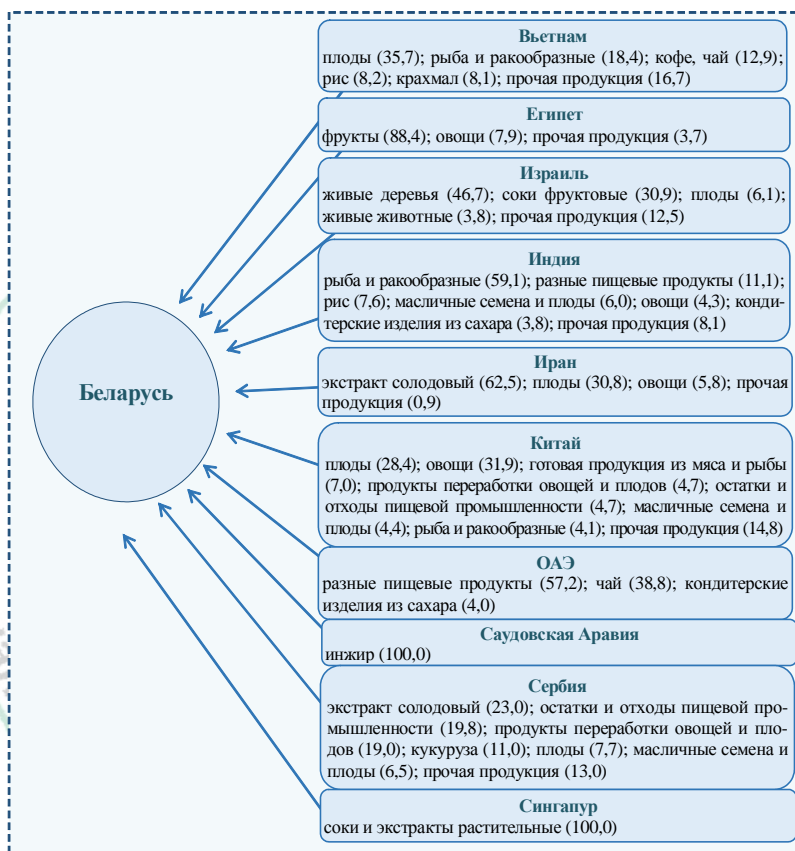 Вьетнам
плоды (35,7); рыба и ракообразные (18,4); кофе, чай (12,9);
рис (8,2); крахмал (8,1); прочая продукция (16,7)
Египет
фрукты (88,4); овощи (7,9); прочая продукция (3,7)
Израиль
живые деревья (46,7); соки фруктовые (30,9); плоды (6,1);
живые животные (3,8); прочая продукция (12,5)
Индия
рыба и ракообразные (59,1); разные пищевые продукты (11,1);
рис (7,6); масличные семена и плоды (6,0); овощи (4,3); конди-
терские изделия из сахара (3,8); прочая продукция (8,1)
Беларусь
Иран
экстракт солодовый (62,5); плоды (30,8); овощи (5,8); прочая
продукция (0,9)
Китай
плоды (28,4); овощи (31,9); готовая продукция из мяса и рыбы
(7,0); продукты переработки овощей и плодов (4,7); остатки и
отходы пищевой промышленности (4,7); масличные семена и
плоды (4,4); рыба и ракообразные (4,1); прочая продукция (14,8)
ОАЭ
разные пищевые продукты (57,2); чай (38,8); кондитерские
изделия из сахара (4,0)
Саудовская Аравия
инжир (100,0)
Сербия
экстракт солодовый (23,0); остатки и отходы пищевой про-
мышленности (19,8); продукты переработки овощей и пло-
дов (19,0); кукуруза (11,0); плоды (7,7); масличные семена и
плоды (6,5); прочая продукция (13,0)
Сингапур
соки и экстракты растительные (100,0)